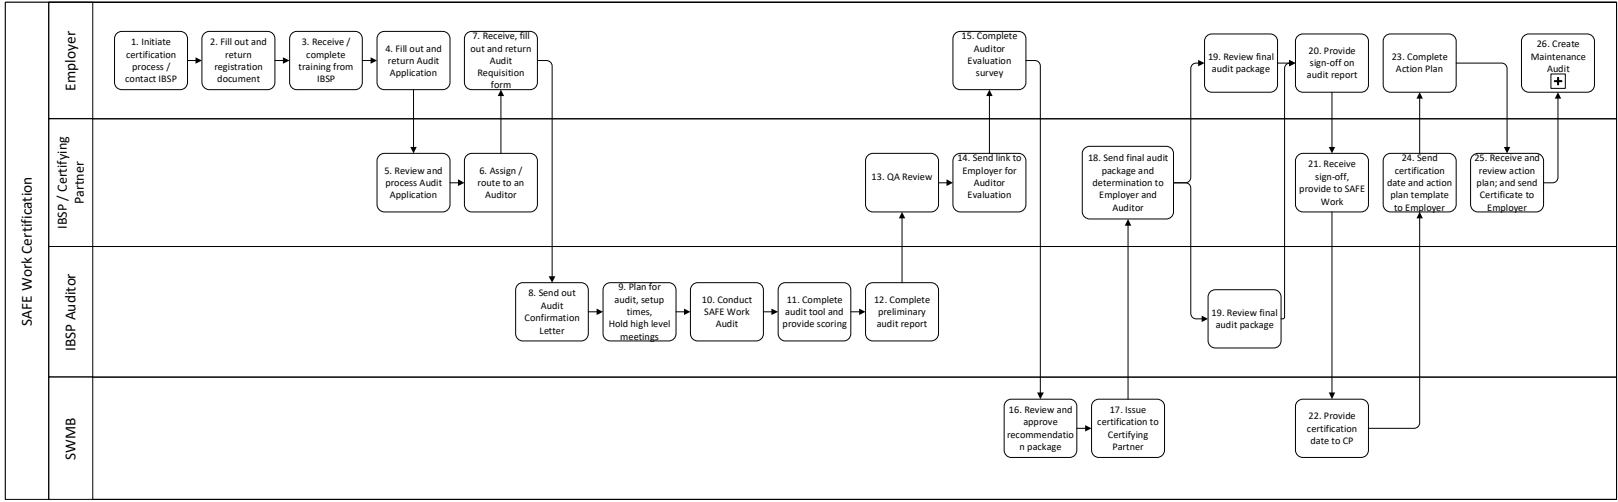 SAFE Work Certification
Employer
1. Initiate
certification
process /
contact IBSP
2. Fill out and
return
registration
document
3. Receive /
complete
training from
IBSP
4. Fill out and
return Audit
Application
7. Receive, fill
out and return
Audit
Requisition
form
15. Complete
Auditor
Evaluation
survey
19. Review final
audit package
20. Provide
sign-off on
audit report
23. Complete
Action Plan
26. Create
Maintenance
Audit
IBSP / Certifying
Partner
5. Review and
process Audit
Application
6. Assign /
route to an
Auditor
13. QA Review
14. Send link to
Employer for
Auditor
Evaluation
18. Send final audit
package and
determination to
Employer and
Auditor
21. Receive
sign-off,
provide to SAFE
Work
24. Send
certification
date and action
plan template
to Employer
25. Receive and
review action
plan; and send
Certificate to
Employer
IBSP Auditor
8. Send out
Audit
Confirmation
Letter
9. Plan for
audit, setup
times,
Hold high level
meetings
10. Conduct
SAFE Work
Audit
11. Complete
audit tool and
provide scoring
12. Complete
preliminary
audit report
19. Review final
audit package
SWMB
16. Review and
approve
recommendatio
n package
17. Issue
certification to
Certifying
Partner
22. Provide
certification
date to CP